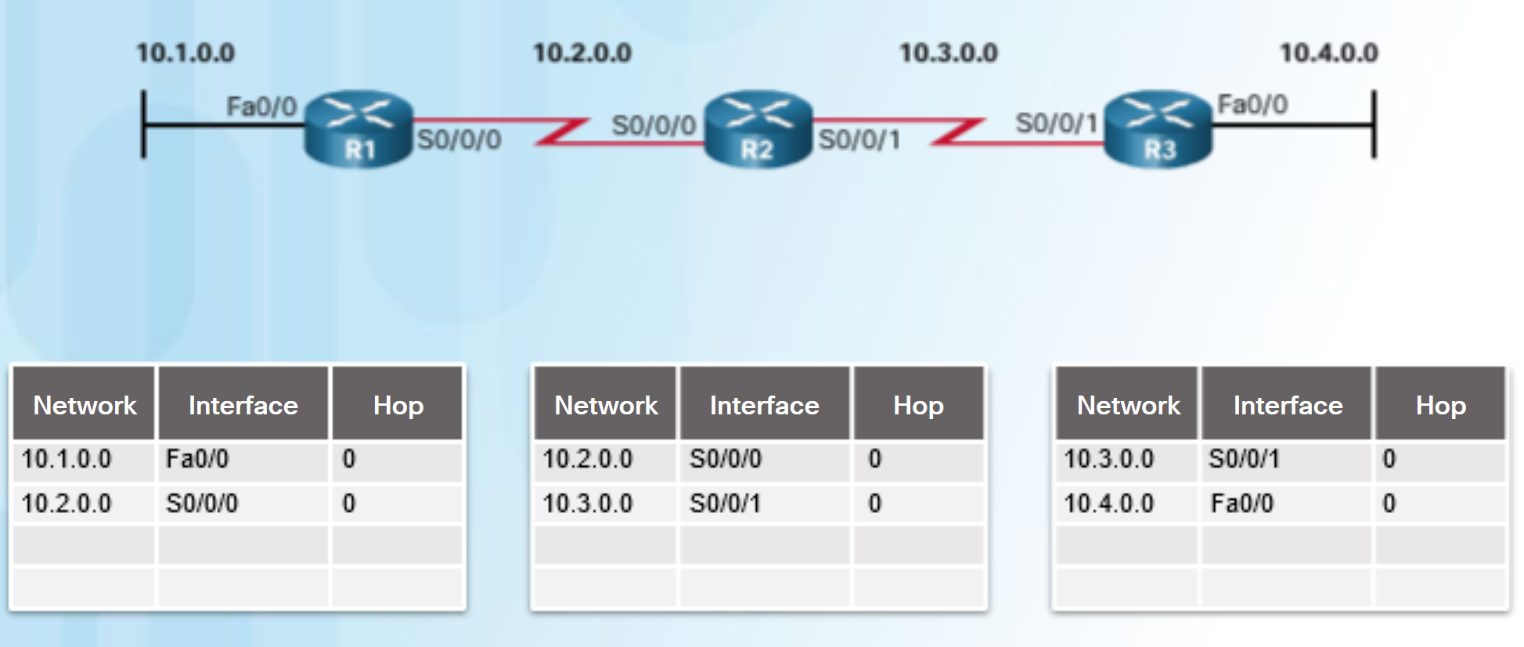 10.1.0.0 10.2.0.0 10.3.0.0 10.4.0.0
Fa0/0 R1 S0/0/0 S0/0/0 R2 S0/0/1 S0/0/1 R3 Fa0/0
Network Interface Hop
10.1.0.0 Fa0/0 0
10.2.0.0 S0/0/0 0
Network Interface Hop
10.2.0.0 S0/0/0 0
10.3.0.0 S0/0/1 0
Network Interface Hop
10.3.0.0 S0/0/1 0
10.4.0.0 Fa0/0 0